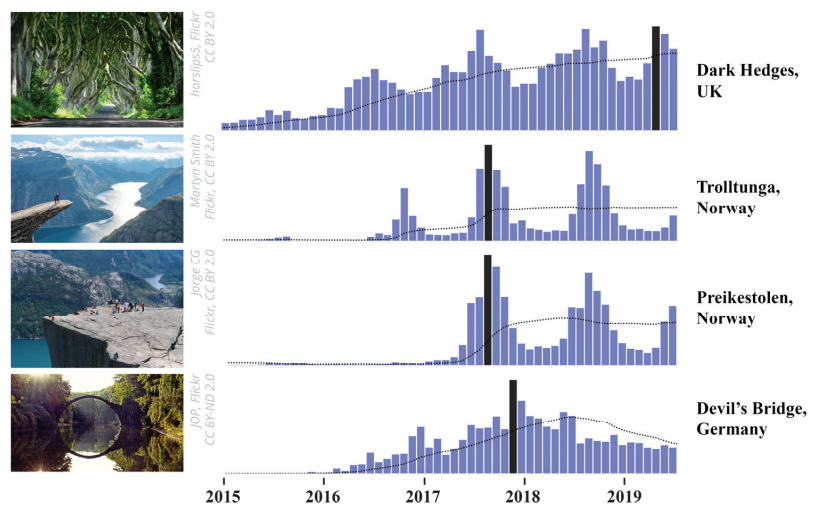 horslips5, Flickr
CC BY 2.0
Dark Hedges,
UK
Martyn Smith
Flickr, CC BY 2.0
Trolltunga,
Norway
Jorge CG
Flickr, CC BY 2.0
Preikestolen,
Norway
JOP, Flickr
CC BY-ND 2.0
Devil's Bridge,
Germany
2015
2016
2017
2018
2019